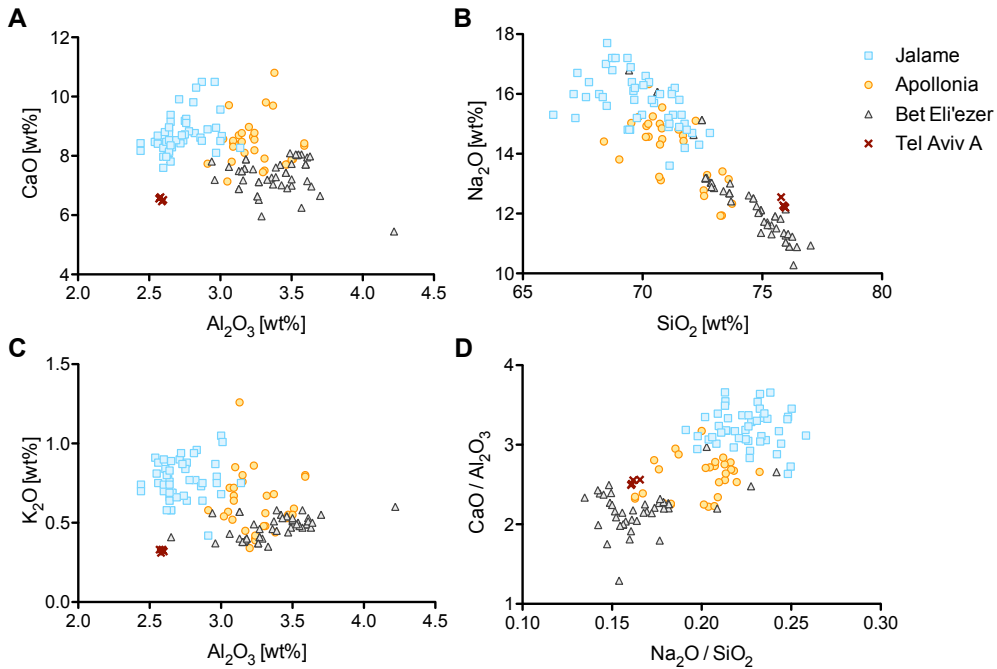 A
CaO [wt%]
12
10
8
6
4
2.0 2.5 3.0 3.5 4.0 4.5
Al₂O₃ [wt%]
B
Na₂O [wt%]
18
16
14
12
10
65 70 75 80
SiO₂ [wt%]
Jalame
Apollonia
Bet Eli'ezer
Tel Aviv A
C
K₂O [wt%]
1.5
1.0
0.5
0.0
2.0 2.5 3.0 3.5 4.0 4.5
Al₂O₃ [wt%]
D
CaO / Al₂O₃
4
3
2
1
0.10 0.15 0.20 0.25 0.30
Na₂O / SiO₂